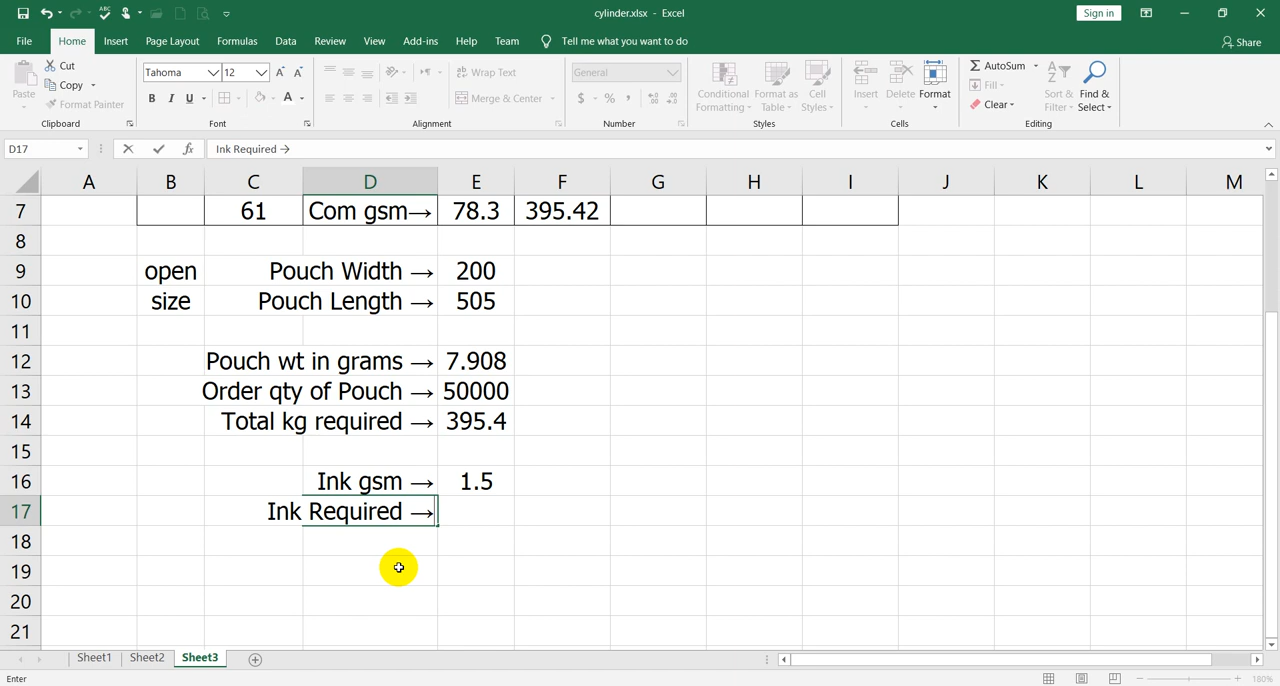 cylinder.xlsx - Excel
Sign in
File Home Insert Page Layout Formulas Data Review View Add-ins Help Team Tell me what you want to do Share
Paste Cut Copy Format Painter
Clipboard
Tahoma 12
B I U A
Font
Wrap Text
Merge & Center
Alignment
General
$ % ,
Number
Conditional Formatting Format as Table Cell Styles
Styles
Insert Delete Format
Cells
AutoSum
Fill
Clear
Sort & Filter Find & Select
Editing
D17 fx Ink Required →
A B C D E F G H I J K L M
7 61 Com gsm→ 78.3 395.42
8
9 open Pouch Width → 200
10 size Pouch Length → 505
11
12 Pouch wt in grams → 7.908
13 Order qty of Pouch → 50000
14 Total kg required → 395.4
15
16 Ink gsm → 1.5
17 Ink Required →
18
19
20
21
Sheet1 Sheet2 Sheet3
Enter 180%